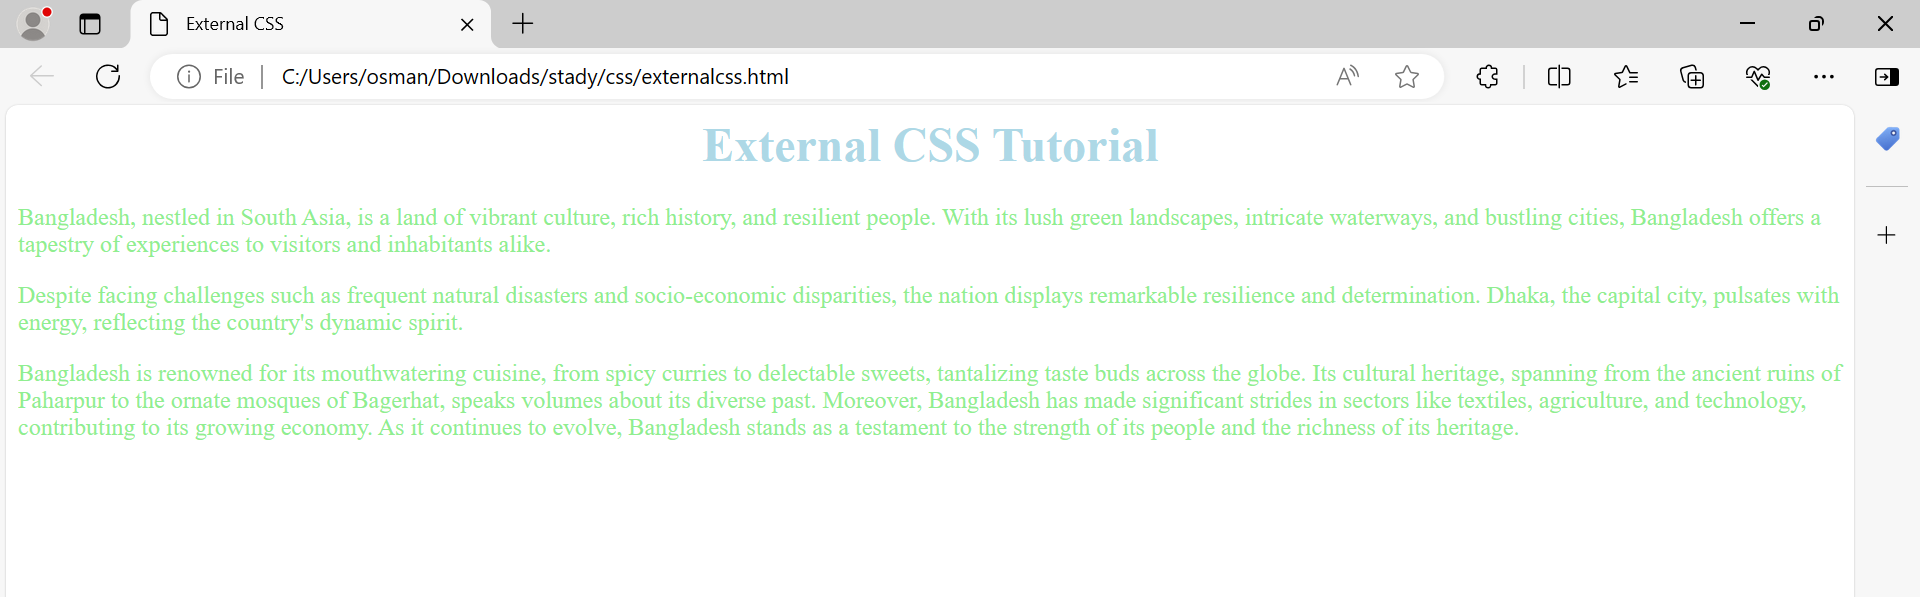 External CSS
File
C:/Users/osman/Downloads/stady/css/externalcss.html
External CSS Tutorial
Bangladesh, nestled in South Asia, is a land of vibrant culture, rich history, and resilient people. With its lush green landscapes, intricate waterways, and bustling cities, Bangladesh offers a
tapestry of experiences to visitors and inhabitants alike.
Despite facing challenges such as frequent natural disasters and socio-economic disparities, the nation displays remarkable resilience and determination. Dhaka, the capital city, pulsates with
energy, reflecting the country's dynamic spirit.
Bangladesh is renowned for its mouthwatering cuisine, from spicy curries to delectable sweets, tantalizing taste buds across the globe. Its cultural heritage, spanning from the ancient ruins of
Paharpur to the ornate mosques of Bagerhat, speaks volumes about its diverse past. Moreover, Bangladesh has made significant strides in sectors like textiles, agriculture, and technology,
contributing to its growing economy. As it continues to evolve, Bangladesh stands as a testament to the strength of its people and the richness of its heritage.